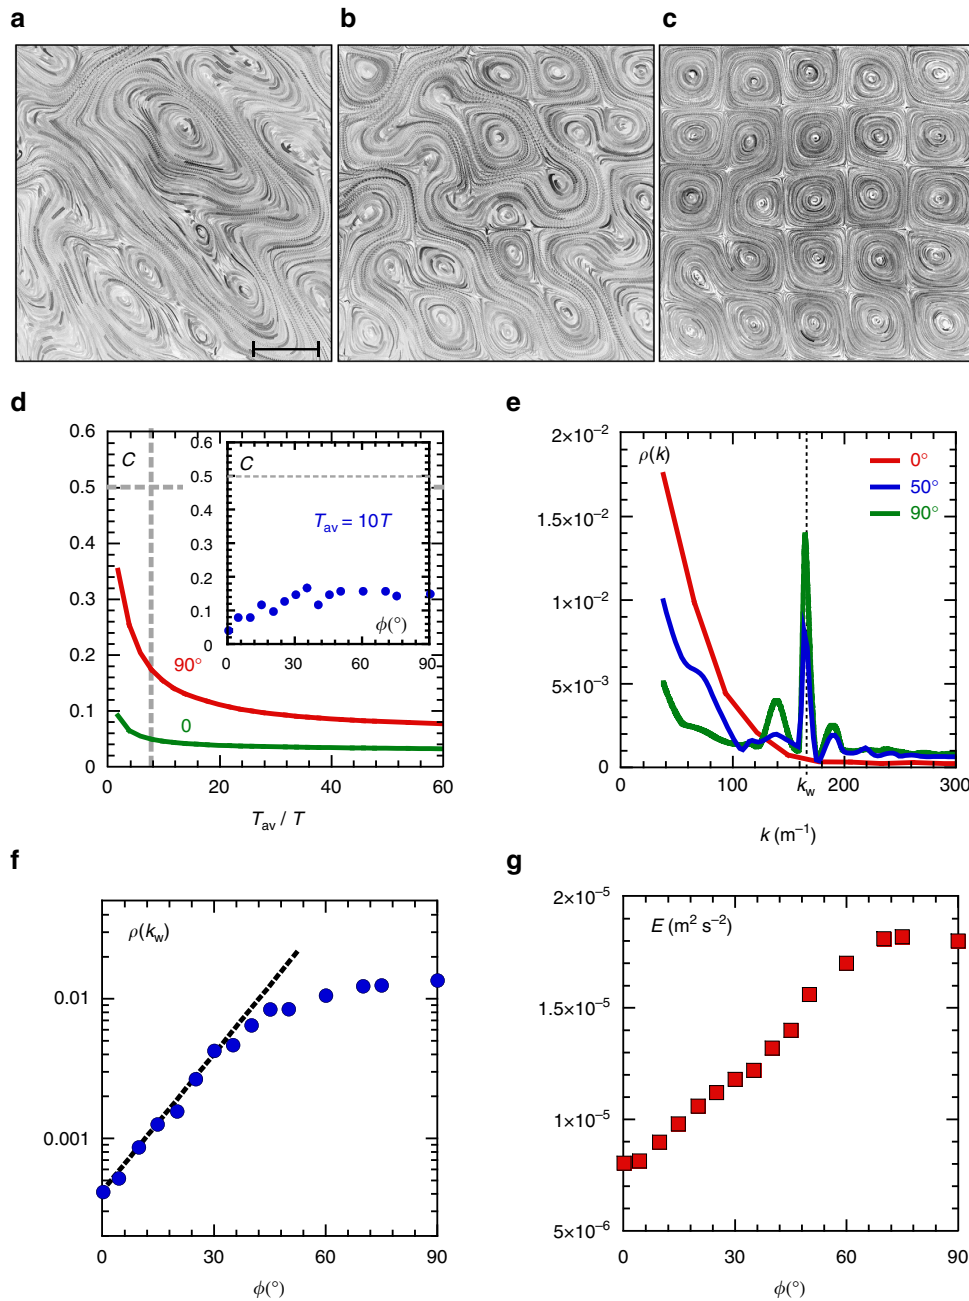 a
b
c
d
0.6
0.5
0.4
0.3
0.2
0.1
0
C
90°
0
0
20
40
60
T_av / T
0.6
0.5
0.4
0.3
0.2
0.1
0
C
T_av = 10T
ϕ(°)
0
30
60
90
e
2×10⁻²
1.5×10⁻²
1×10⁻²
5×10⁻³
0
ρ(k)
0°
50°
90°
0
100
k_w
200
300
k (m⁻¹)
f
ρ(k_w)
0.01
0.001
0
30
60
90
ϕ(°)
g
2×10⁻⁵
1.5×10⁻⁵
1×10⁻⁵
5×10⁻⁶
E (m² s⁻²)
0
30
60
90
ϕ(°)